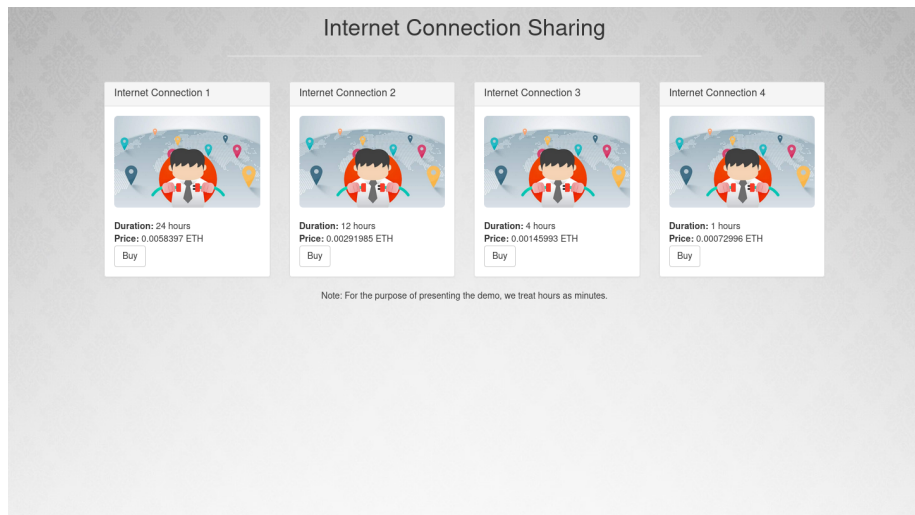 Internet Connection Sharing
Internet Connection 1
Duration: 24 hours
Price: 0.0058397 ETH
Buy
Internet Connection 2
Duration: 12 hours
Price: 0.00291985 ETH
Buy
Internet Connection 3
Duration: 4 hours
Price: 0.00145993 ETH
Buy
Internet Connection 4
Duration: 1 hours
Price: 0.00072996 ETH
Buy
Note: For the purpose of presenting the demo, we treat hours as minutes.